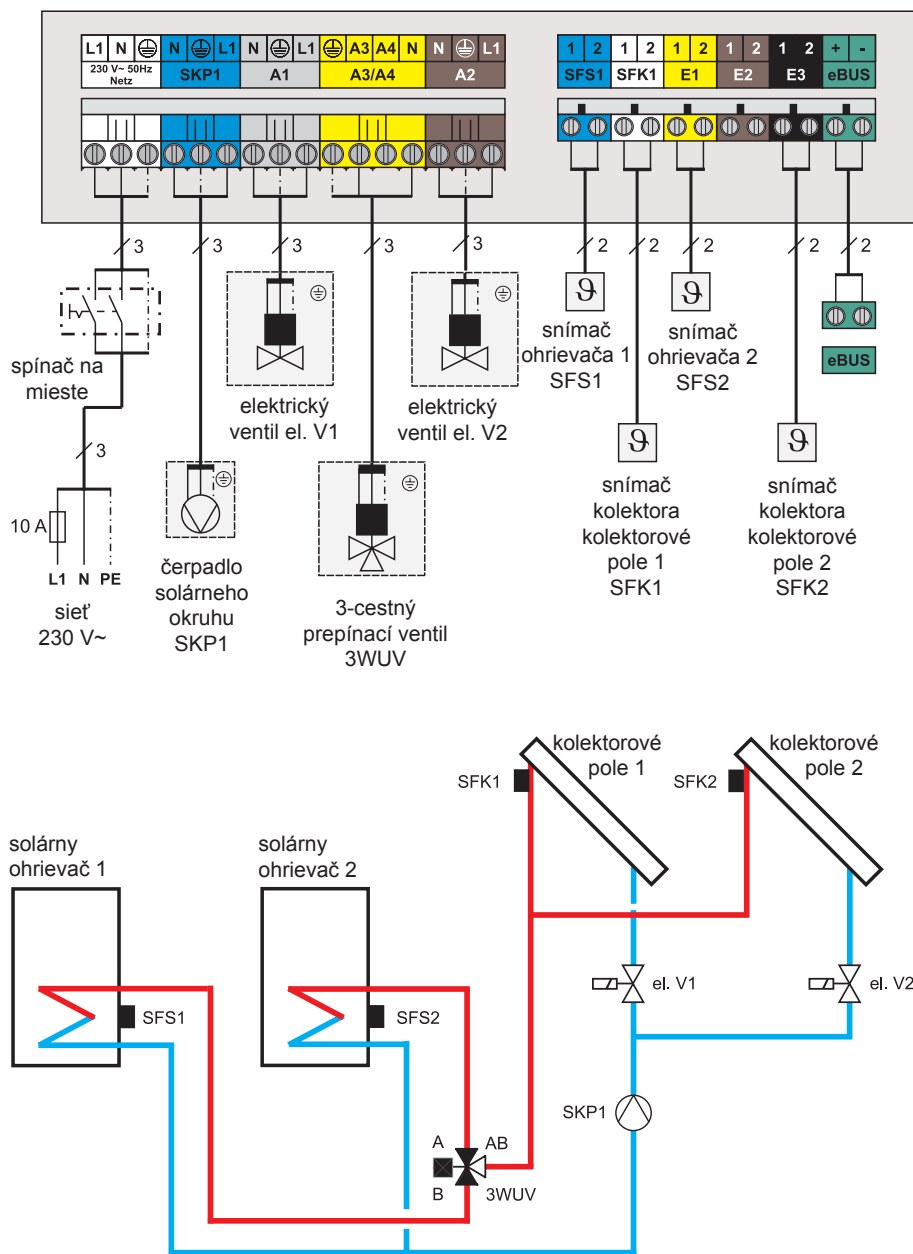 L1 N N L1 N L1 A3 A4 N N L1
230 V~ 50Hz
Netz
SKP1 A1 A3/A4 A2
1 2 1 2 1 2 1 2 1 2 + -
SFS1 SFK1 E1 E2 E3 eBUS
3 3 3 3 3 2 2 2 2
spínač na
mieste
3
10 A
L1 N PE
sieť
230 V~
čerpadlo
solárneho
okruhu
SKP1
elektrický
ventil el. V1
3-cestný
prepínací ventil
3WUV
elektrický
ventil el. V2
ϑ
snímač
ohrievača 1
SFS1
ϑ
snímač
ohrievača 2
SFS2
eBUS
ϑ
snímač
kolektora
kolektorové
pole 1
SFK1
ϑ
snímač
kolektora
kolektorové
pole 2
SFK2
kolektorové
pole 1
kolektorové
pole 2
SFK1
SFK2
solárny
ohrievač 1
solárny
ohrievač 2
el. V1
el. V2
SFS1
SFS2
SKP1
A AB
B 3WUV